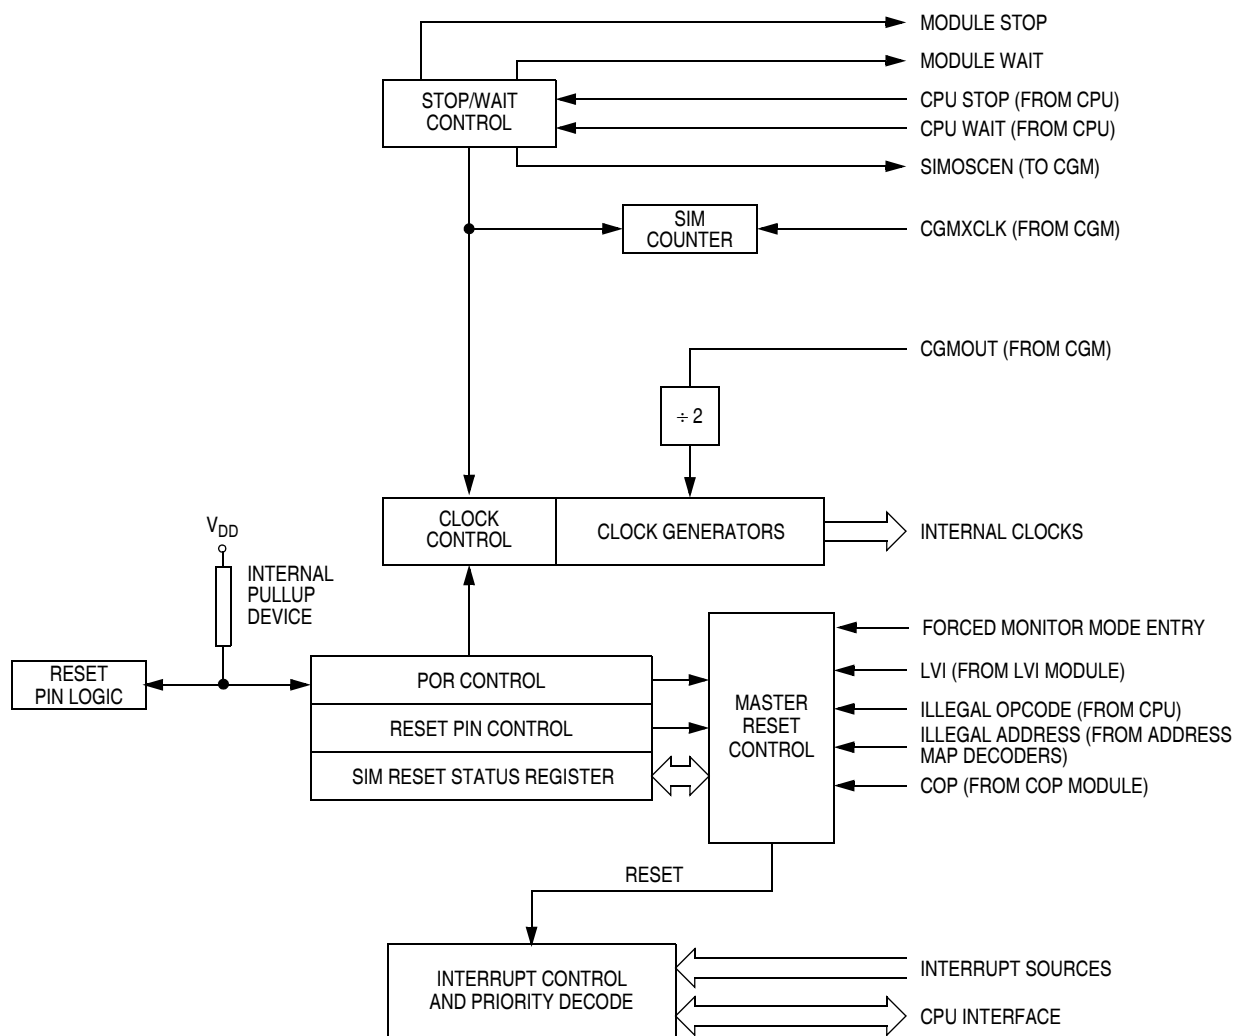 MODULE STOP
MODULE WAIT
STOP/WAIT
CONTROL
CPU STOP (FROM CPU)
CPU WAIT (FROM CPU)
SIMOSCEN (TO CGM)
SIM
COUNTER
CGMXCLK (FROM CGM)
CGMOUT (FROM CGM)
÷ 2
CLOCK
CONTROL
CLOCK GENERATORS
INTERNAL CLOCKS
VDD
INTERNAL
PULLUP
DEVICE
FORCED MONITOR MODE ENTRY
RESET
PIN LOGIC
POR CONTROL
RESET PIN CONTROL
SIM RESET STATUS REGISTER
MASTER
RESET
CONTROL
LVI (FROM LVI MODULE)
ILLEGAL OPCODE (FROM CPU)
ILLEGAL ADDRESS (FROM ADDRESS
MAP DECODERS)
COP (FROM COP MODULE)
RESET
INTERRUPT CONTROL
AND PRIORITY DECODE
INTERRUPT SOURCES
CPU INTERFACE